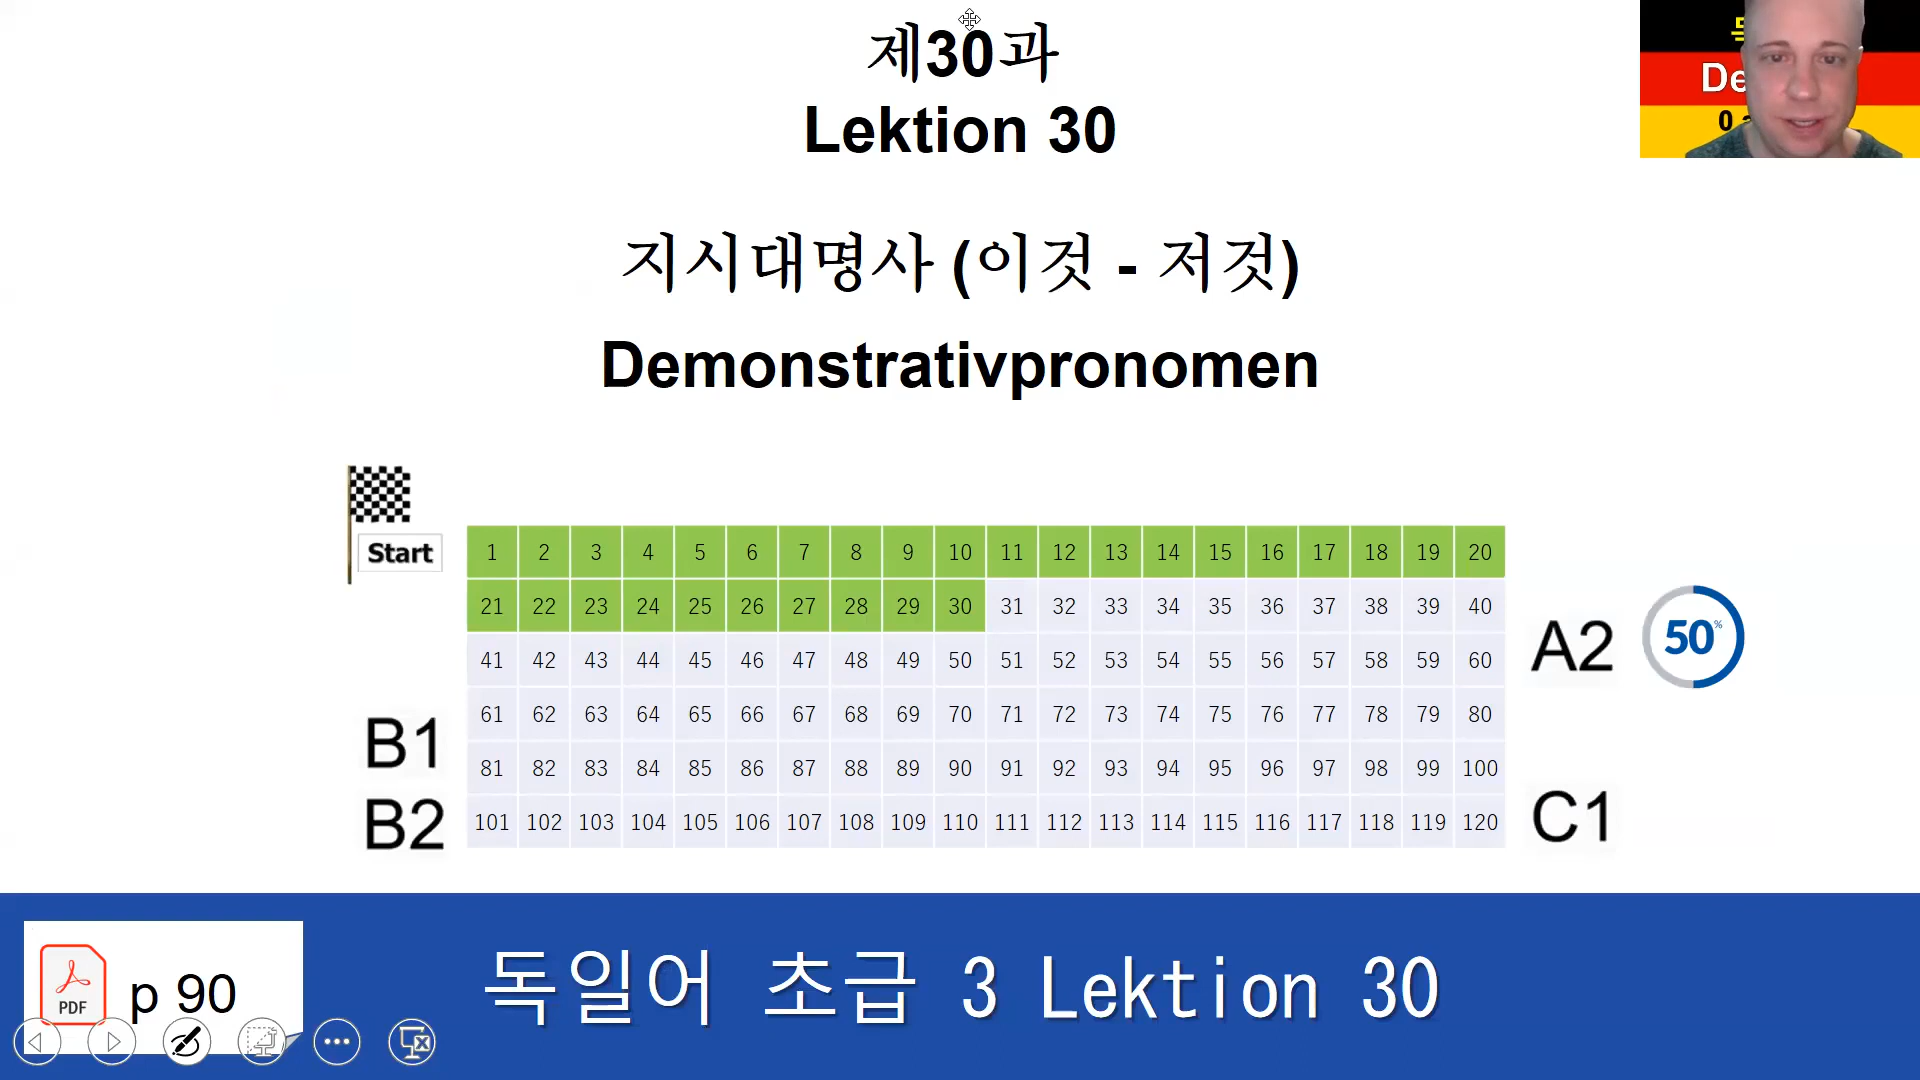 제30과
Lektion 30
De
0
지시대명사 (이것 - 저것)
Demonstrativpronomen
Start
1 2 3 4 5 6 7 8 9 10 11 12 13 14 15 16 17 18 19 20
21 22 23 24 25 26 27 28 29 30 31 32 33 34 35 36 37 38 39 40
A2 50%
41 42 43 44 45 46 47 48 49 50 51 52 53 54 55 56 57 58 59 60
B1 61 62 63 64 65 66 67 68 69 70 71 72 73 74 75 76 77 78 79 80
81 82 83 84 85 86 87 88 89 90 91 92 93 94 95 96 97 98 99 100
B2 101 102 103 104 105 106 107 108 109 110 111 112 113 114 115 116 117 118 119 120 C1
PDF p 90
독일어 초급 3 Lektion 30